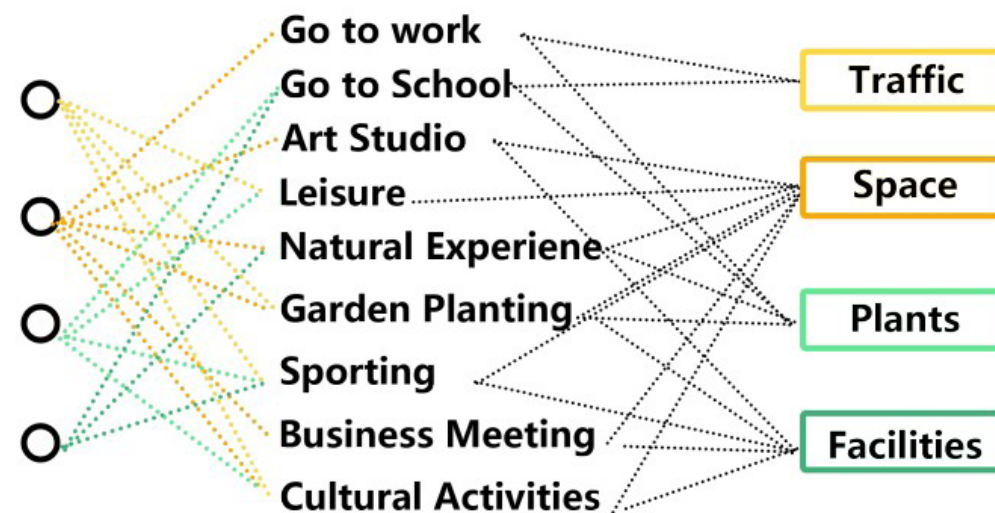 Go to work
Go to School
Art Studio
Leisure
Natural Experiene
Garden Planting
Sporting
Business Meeting
Cultural Activities
Traffic
Space
Plants
Facilities